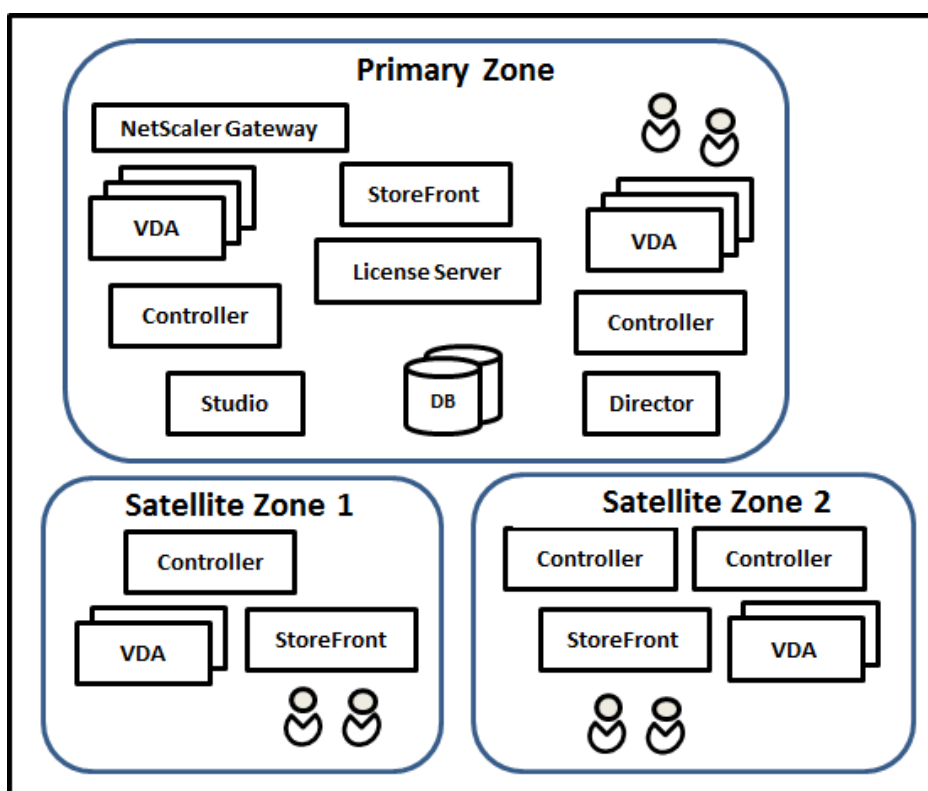 Primary Zone
NetScaler Gateway
StoreFront
VDA
VDA
License Server
Controller
Controller
Studio
DB
Director
Satellite Zone 1
Controller
VDA
StoreFront
Satellite Zone 2
Controller
Controller
StoreFront
VDA